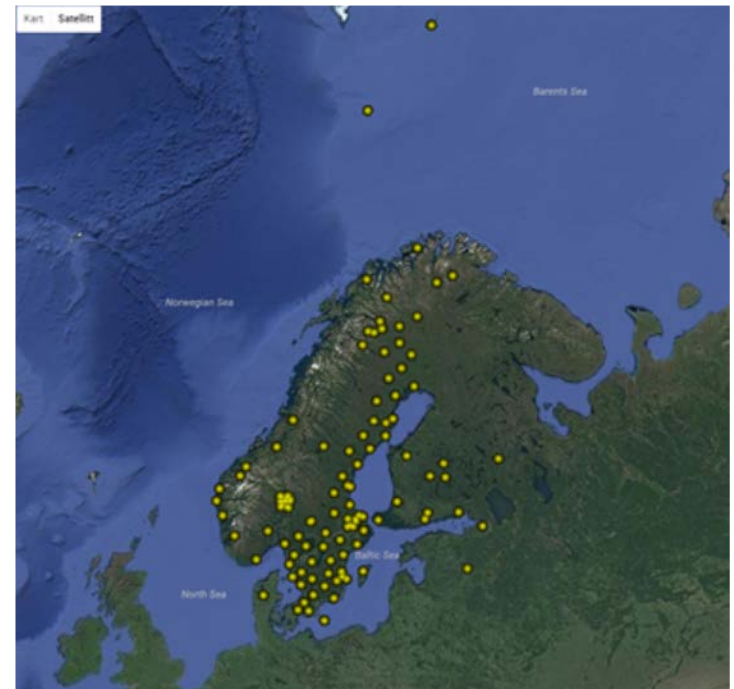 Kart Satellitt
Barents Sea
Norwegian Sea
Baltic Sea
North Sea